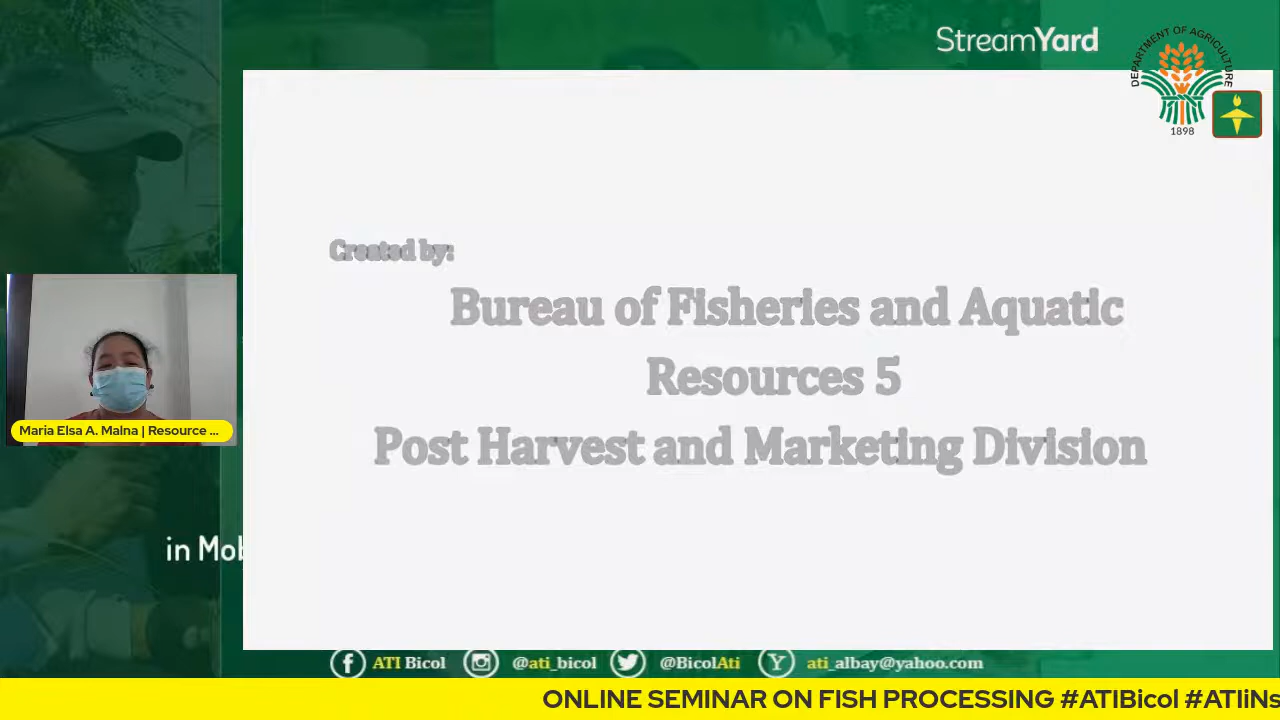 StreamYard
DEPARTMENT OF AGRICULTURE
1898
Created by:
Bureau of Fisheries and Aquatic
Resources 5
Post Harvest and Marketing Division
Maria Elsa A. Malna | Resource ...
in Mob
ATI Bicol @ati_bicol @BicolAti ati_albay@yahoo.com
ONLINE SEMINAR ON FISH PROCESSING #ATIBicol #ATIiNs